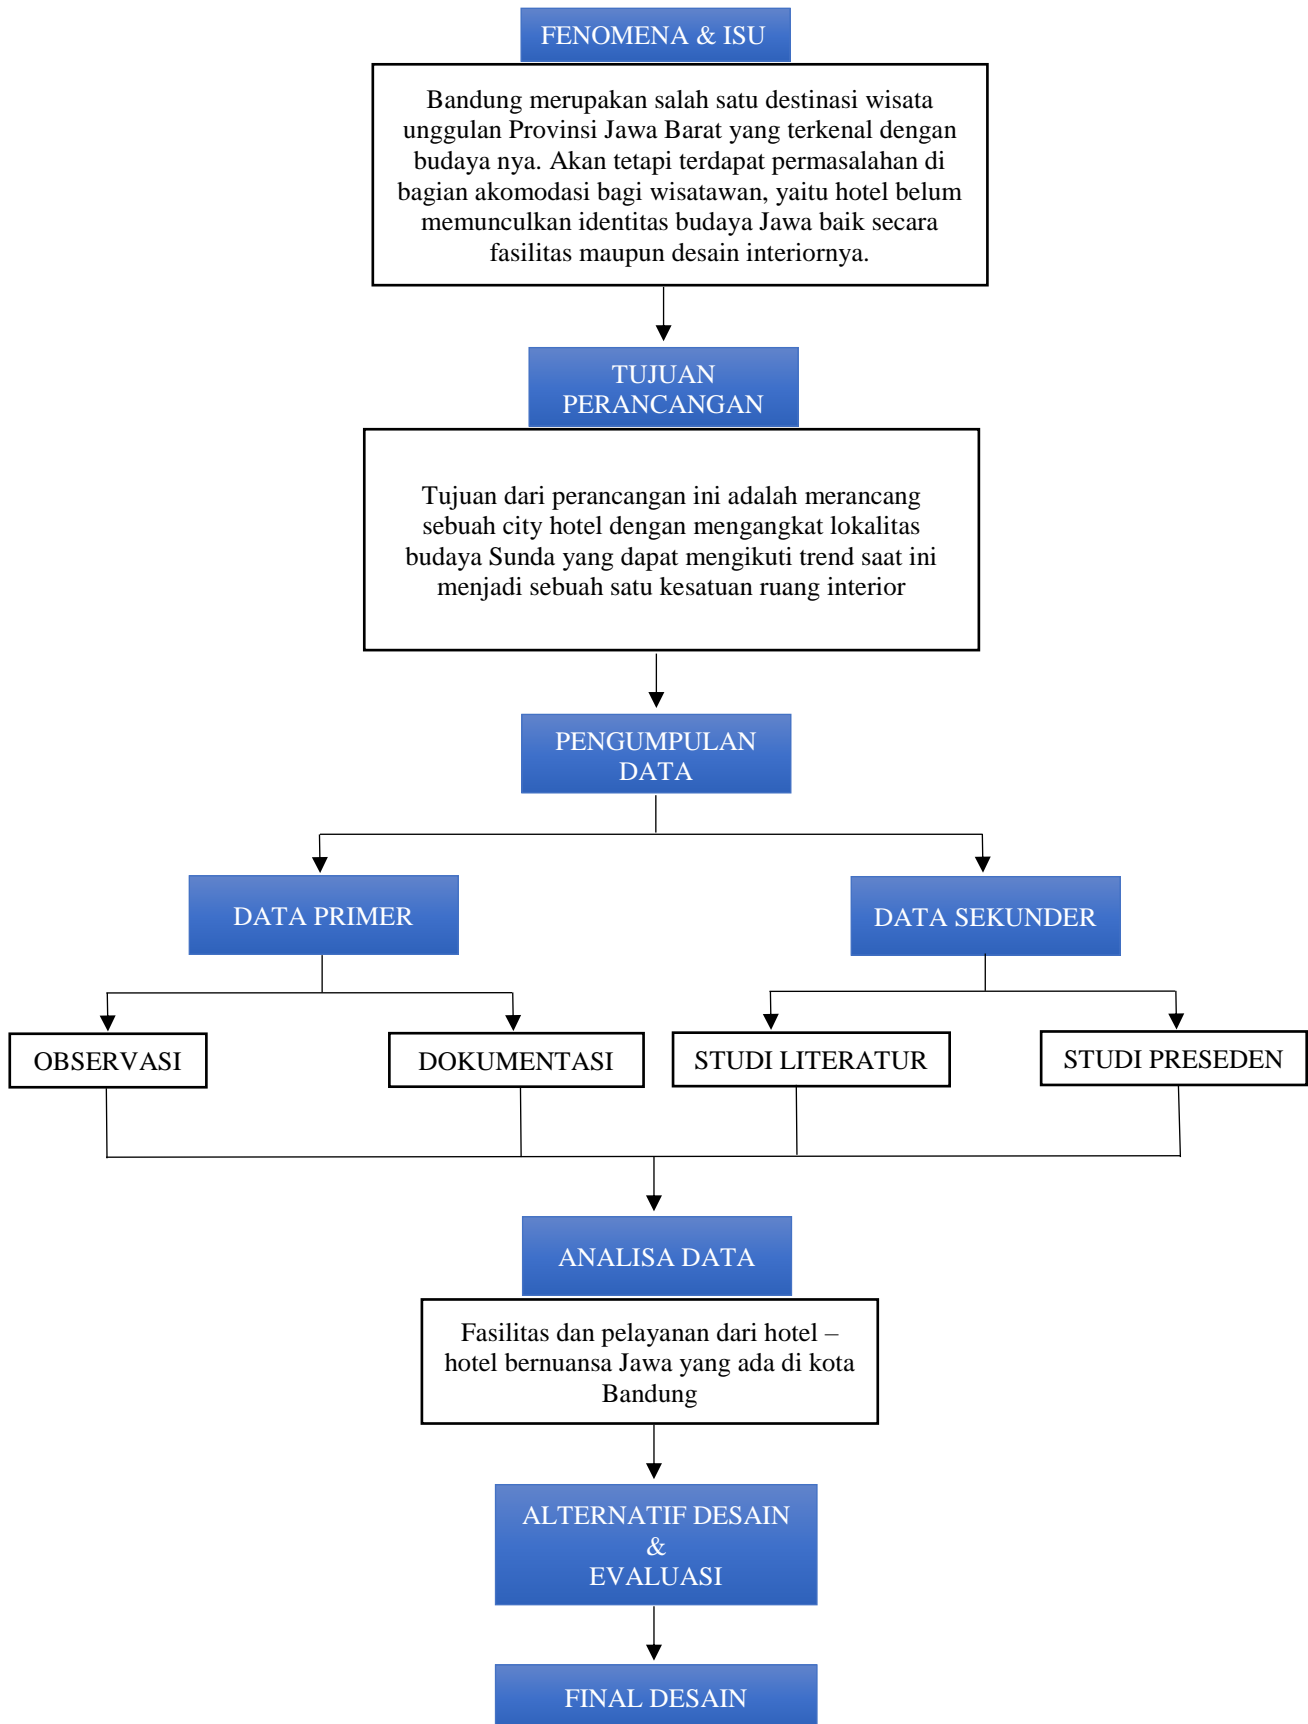 FENOMENA & ISU
Bandung merupakan salah satu destinasi wisata
unggulan Provinsi Jawa Barat yang terkenal dengan
budaya nya. Akan tetapi terdapat permasalahan di
bagian akomodasi bagi wisatawan, yaitu hotel belum
memunculkan identitas budaya Jawa baik secara
fasilitas maupun desain interiornya.
TUJUAN
PERANCANGAN
Tujuan dari perancangan ini adalah merancang
sebuah city hotel dengan mengangkat lokalitas
budaya Sunda yang dapat mengikuti trend saat ini
menjadi sebuah satu kesatuan ruang interior
PENGUMPULAN
DATA
DATA PRIMER
DATA SEKUNDER
OBSERVASI
DOKUMENTASI
STUDI LITERATUR
STUDI PRESEDEN
ANALISA DATA
Fasilitas dan pelayanan dari hotel –
hotel bernuansa Jawa yang ada di kota
Bandung
ALTERNATIF DESAIN
&
EVALUASI
FINAL DESAIN